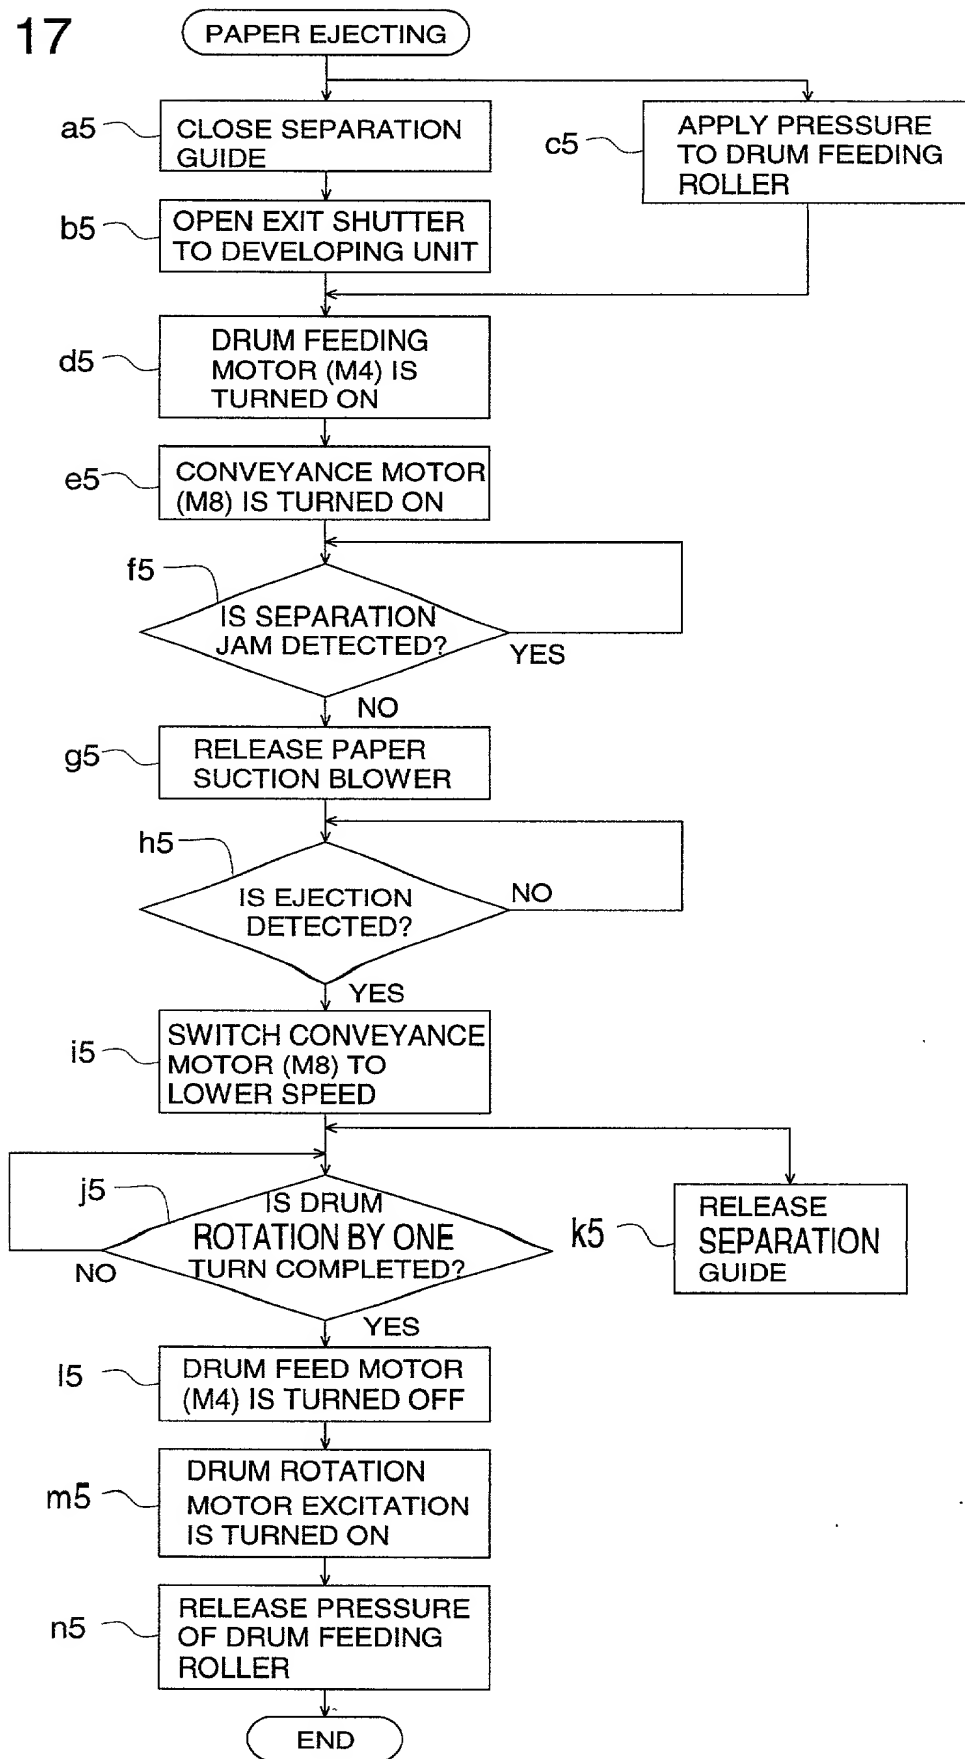 17
PAPER EJECTING
a5
CLOSE SEPARATION
GUIDE
c5
APPLY PRESSURE
TO DRUM FEEDING
ROLLER
b5
OPEN EXIT SHUTTER
TO DEVELOPING UNIT
d5
DRUM FEEDING
MOTOR (M4) IS
TURNED ON
e5
CONVEYANCE MOTOR
(M8) IS TURNED ON
f5
IS SEPARATION
JAM DETECTED?
YES
NO
g5
RELEASE PAPER
SUCTION BLOWER
h5
IS EJECTION
DETECTED?
NO
YES
i5
SWITCH CONVEYANCE
MOTOR (M8) TO
LOWER SPEED
j5
IS DRUM
ROTATION BY ONE
TURN COMPLETED?
NO
YES
k5
RELEASE
SEPARATION
GUIDE
l5
DRUM FEED MOTOR
(M4) IS TURNED OFF
m5
DRUM ROTATION
MOTOR EXCITATION
IS TURNED ON
n5
RELEASE PRESSURE
OF DRUM FEEDING
ROLLER
END